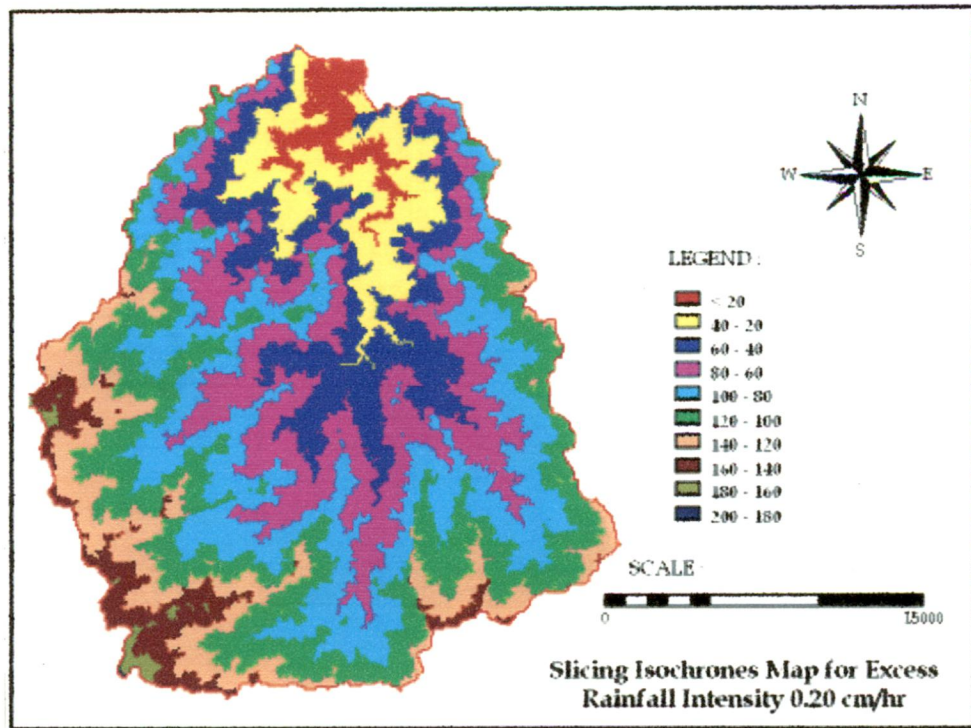 N
W E
S
LEGEND :
< 20
40 - 20
60 - 40
80 - 60
100 - 80
120 - 100
140 - 120
160 - 140
180 - 160
200 - 180
SCALE :
0 15000
Slicing Isochrones Map for Excess
Rainfall Intensity 0.20 cm/hr